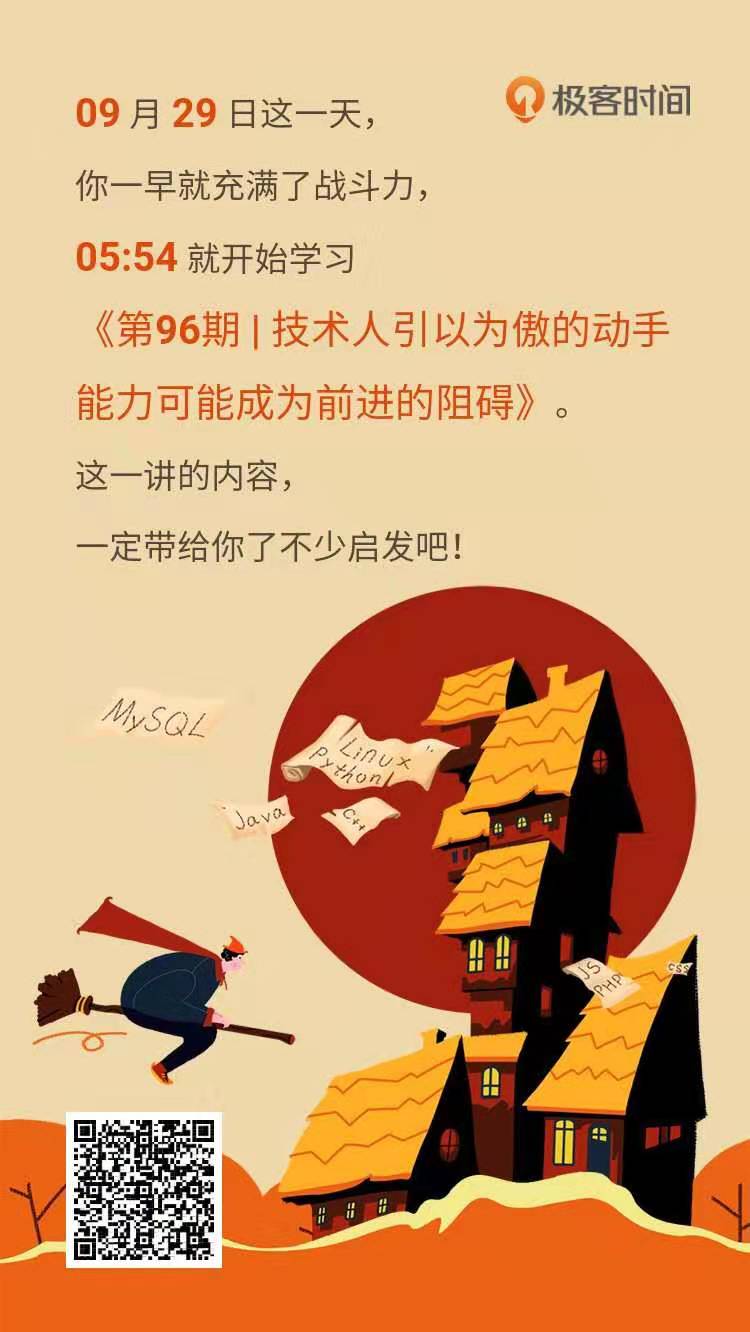 极客时间
09 月 29 日这一天，
你一早就充满了战斗力，
05:54 就开始学习
《第96期 | 技术人引以为傲的动手
能力可能成为前进的阻碍》。
这一讲的内容，
一定带给你了不少启发吧！
MySQL
Linux
python
Java
C++
JS
PHP
CSS